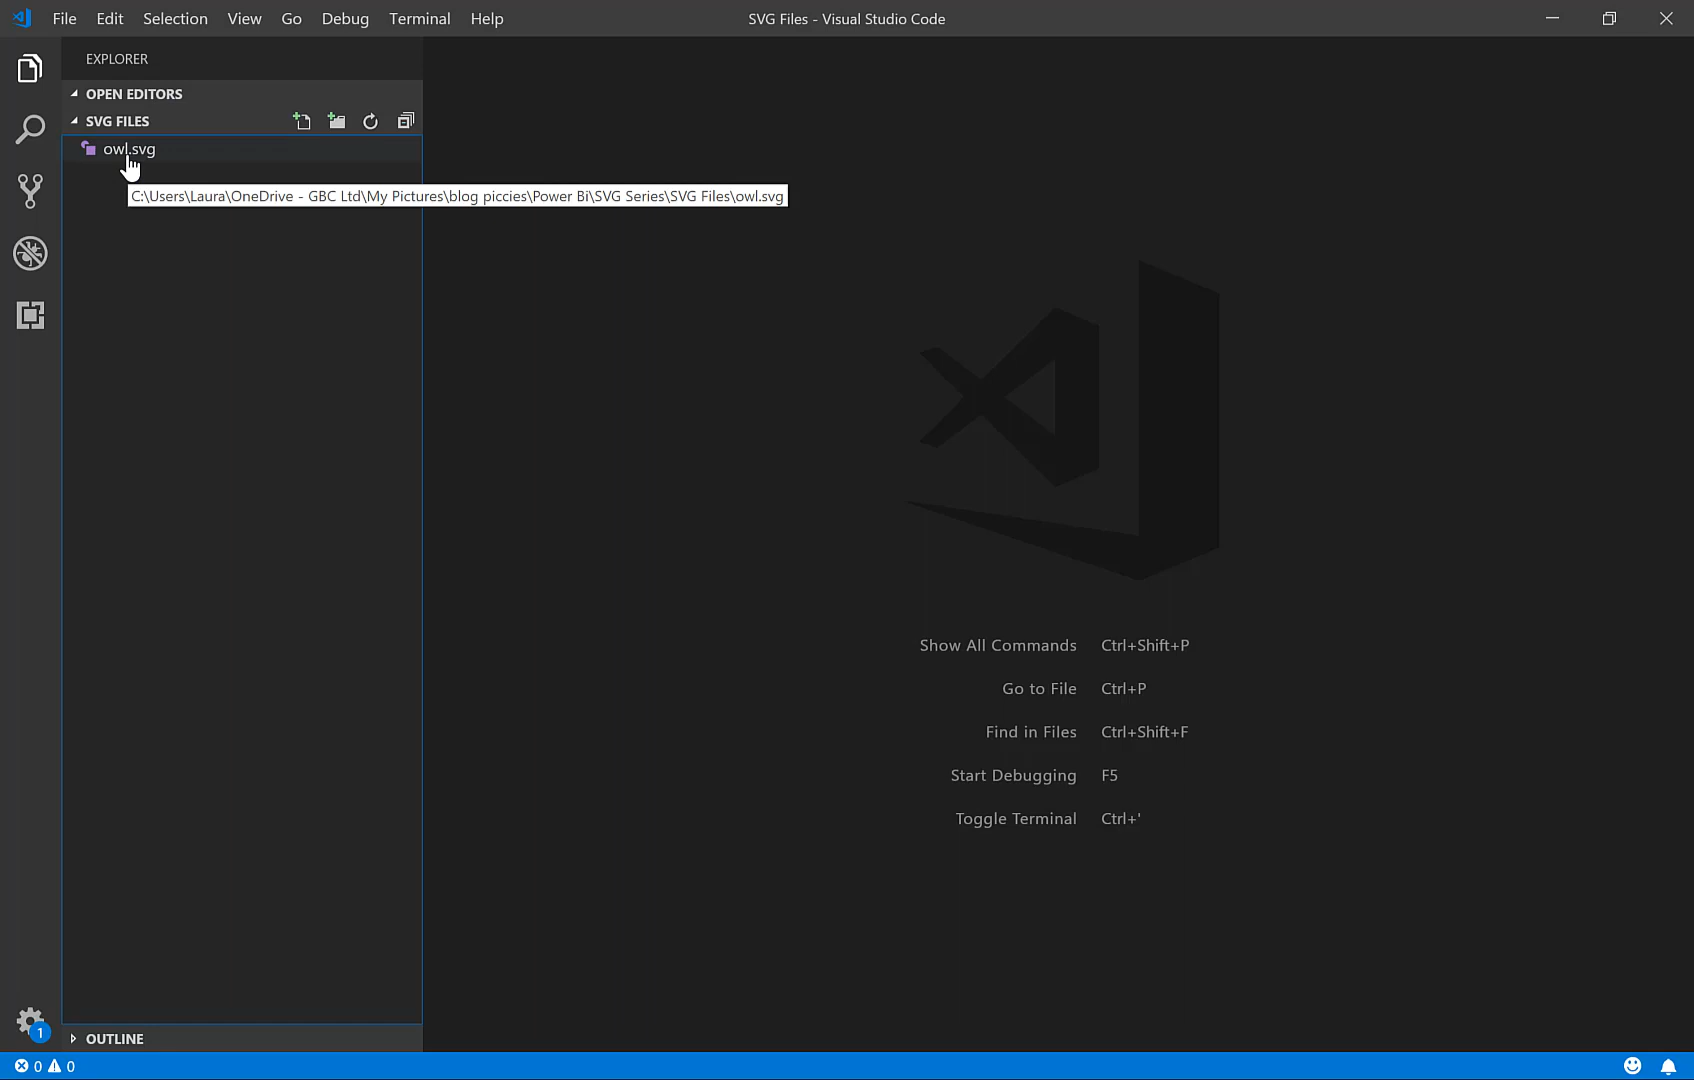 File Edit Selection View Go Debug Terminal Help
SVG Files - Visual Studio Code
EXPLORER
OPEN EDITORS
SVG FILES
owl.svg
C:\Users\Laura\OneDrive - GBC Ltd\My Pictures\blog piccies\Power Bi\SVG Series\SVG Files\owl.svg
Show All Commands Ctrl+Shift+P
Go to File Ctrl+P
Find in Files Ctrl+Shift+F
Start Debugging F5
Toggle Terminal Ctrl+'
1
OUTLINE
0 0